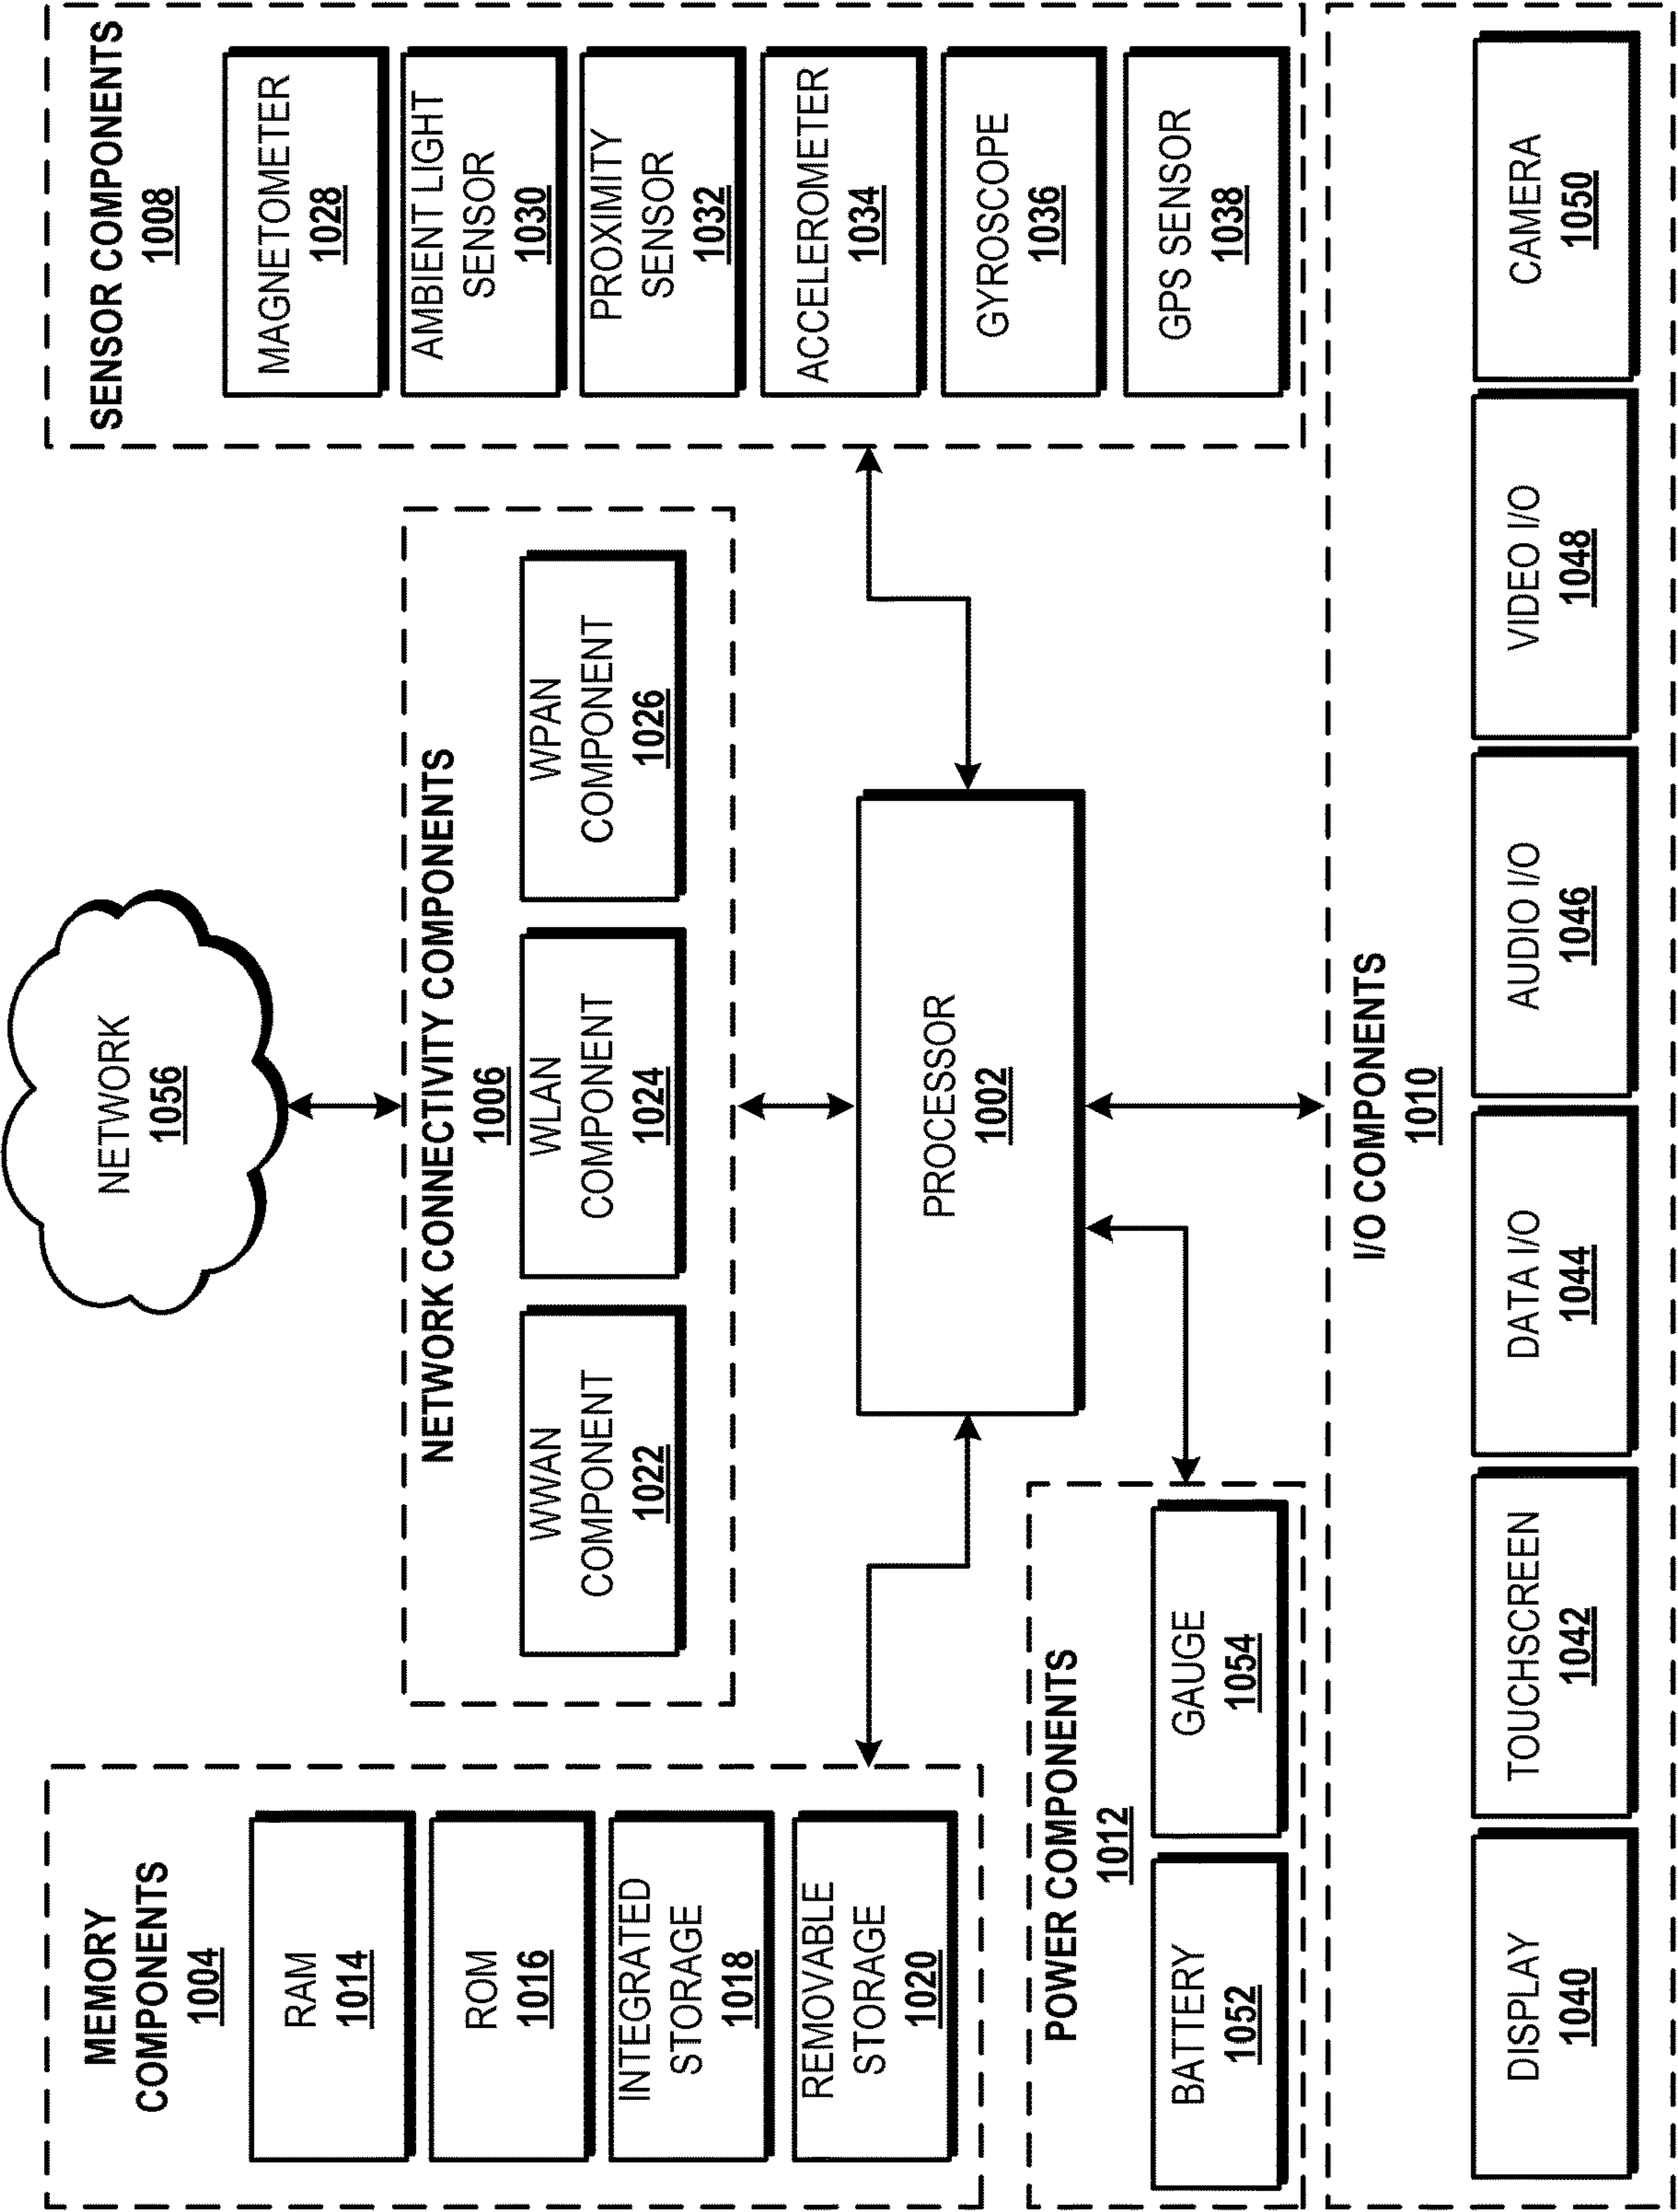 NETWORK
1056
MEMORY
COMPONENTS
1004
RAM
1014
ROM
1016
INTEGRATED
STORAGE
1018
REMOVABLE
STORAGE
1020
NETWORK CONNECTIVITY COMPONENTS
1006
WWAN
COMPONENT
1022
WLAN
COMPONENT
1024
WPAN
COMPONENT
1026
SENSOR COMPONENTS
1008
MAGNETOMETER
1028
AMBIENT LIGHT
SENSOR
1030
PROXIMITY
SENSOR
1032
ACCELEROMETER
1034
GYROSCOPE
1036
GPS SENSOR
1038
PROCESSOR
1002
POWER COMPONENTS
1012
BATTERY
1052
GAUGE
1054
I/O COMPONENTS
1010
DISPLAY
1040
TOUCHSCREEN
1042
DATA I/O
1044
AUDIO I/O
1046
VIDEO I/O
1048
CAMERA
1050